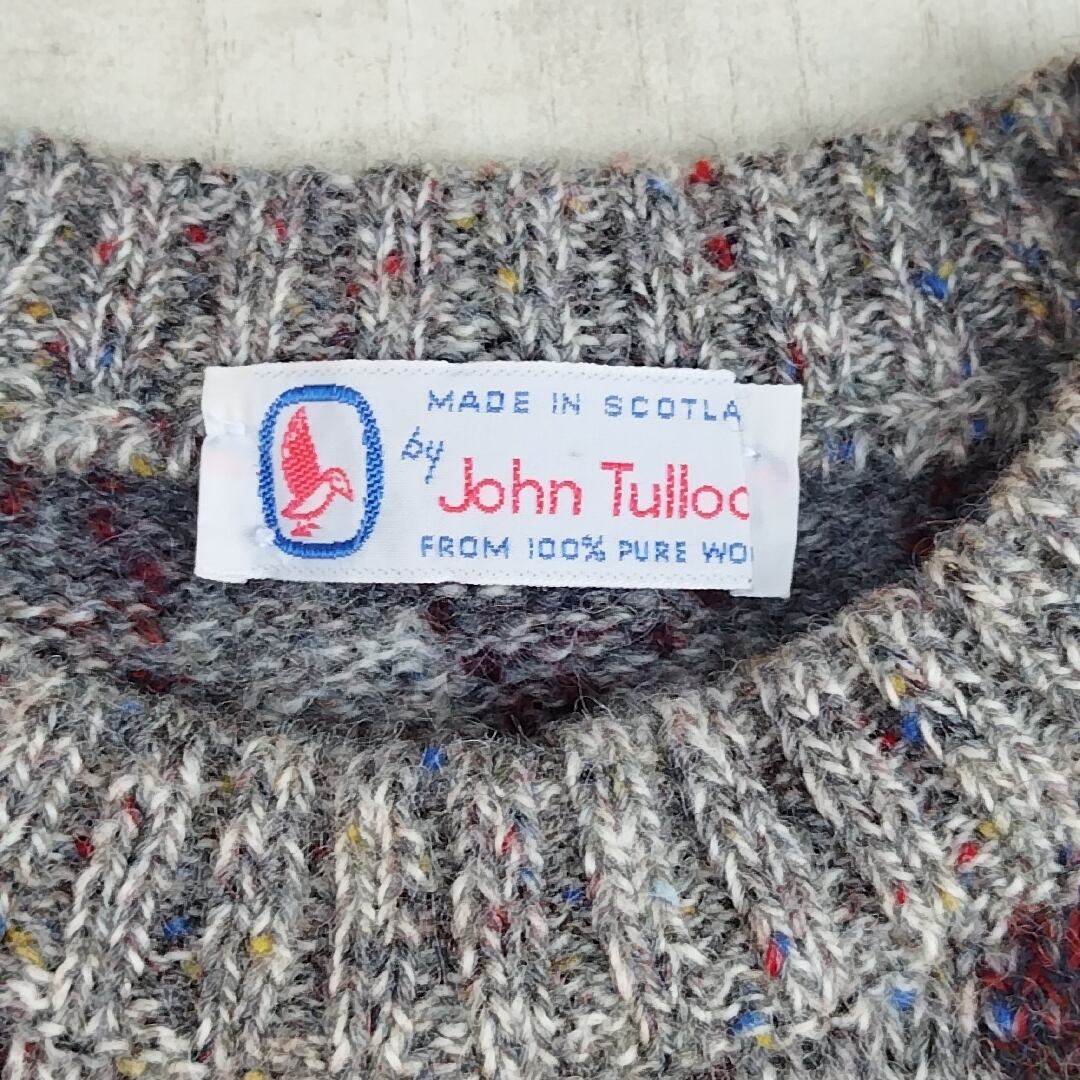 MADE IN SCOTLA
by
John Tulloc
FROM 100% PURE WO